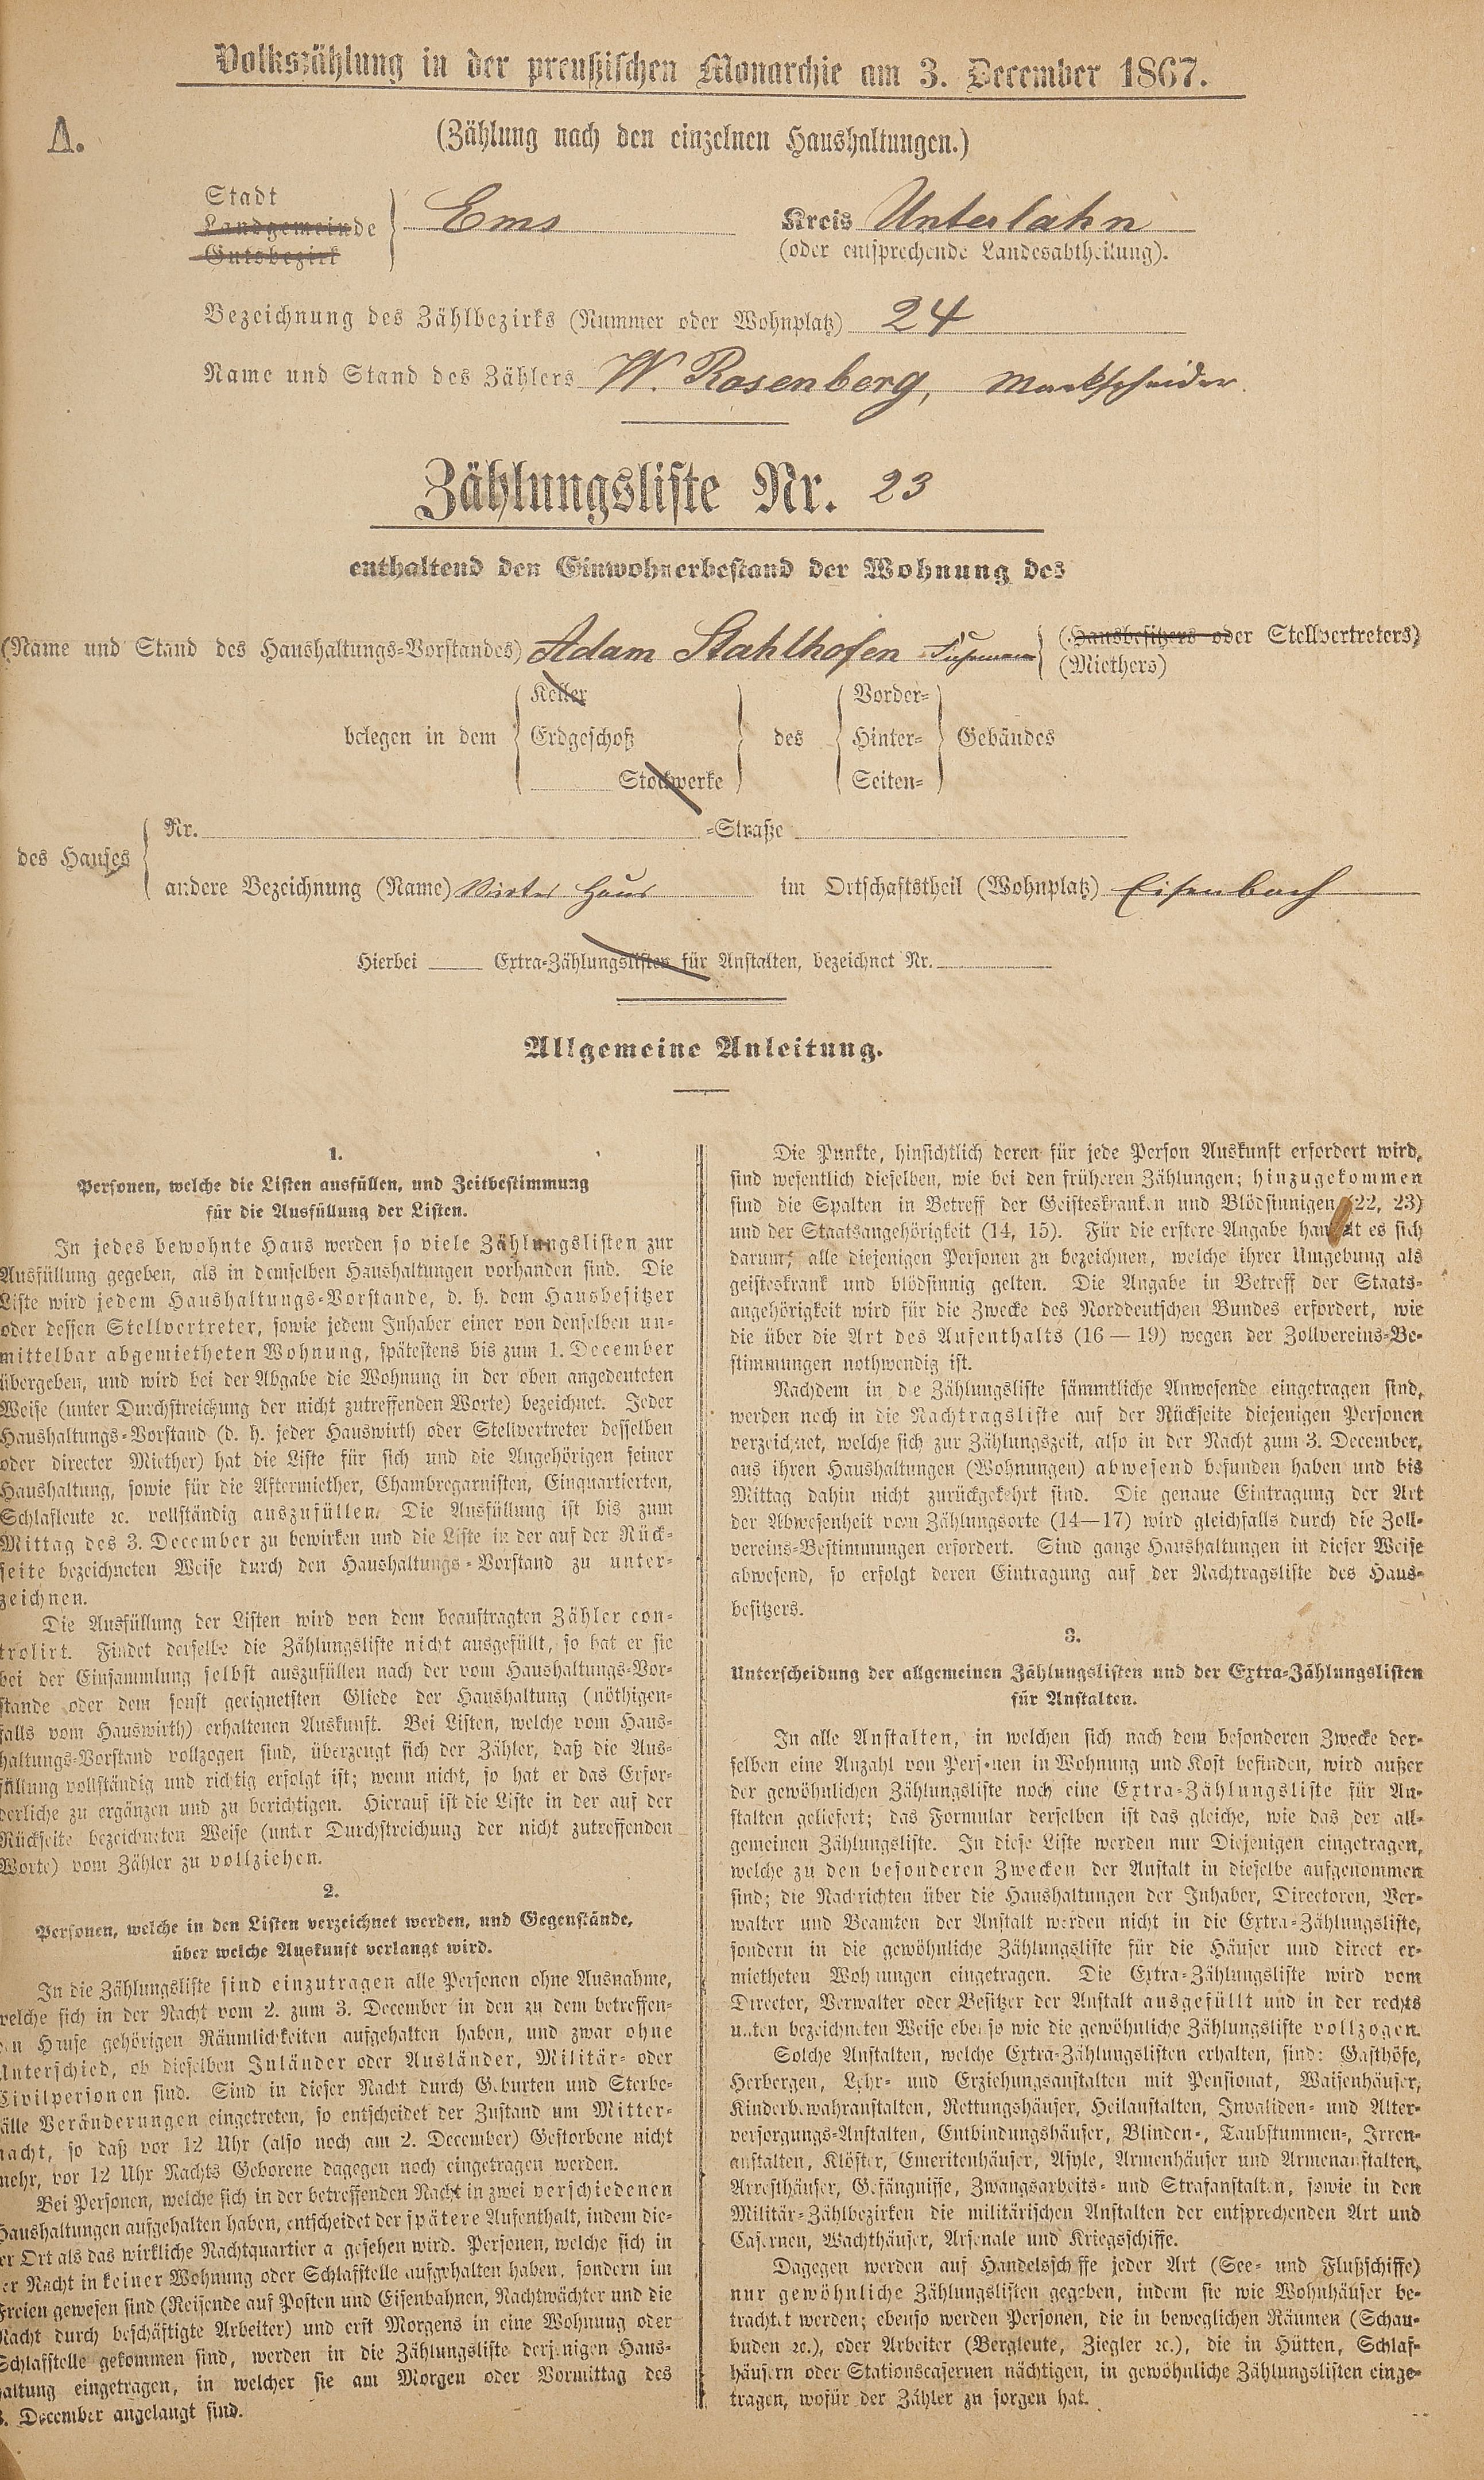 Volkszählung in der preußischen Monarchie am 3. December 1867.
A.
(Zählung nach den einzelnen Haushaltungen.)
Stadt
Landgemeinde
Gutsbezirk
Ems
Kreis Unterlahn
(oder entsprechende Landesabtheilung).
Bezeichnung des Zählbezirks (Nummer oder Wohnplatz) 24
Name und Stand des Zählers W. Rosenberg, Markscheider.
Zählungsliste Nr. 23
enthaltend den Einwohnerbestand der Wohnung des
(Name und Stand des Haushaltungs-Vorstandes) Adam Stahlhofen
(Hausbesitzers oder Stellvertreters)
(Miethers)
belegen in dem
Keller
Erdgeschoß
Stockwerke
des
Vorder-
Hinter-
Seiten-
Gebäudes
des Hauses
Nr. -Straße
andere Bezeichnung (Name) Haus im Ortschaftstheil (Wohnplatz) Eisenbach
Hierbei Extra-Zählungslisten für Anstalten, bezeichnet Nr.
Allgemeine Anleitung.
1.
Personen, welche die Listen ausfüllen, und Zeitbestimmung
für die Ausfüllung der Listen.
In jedes bewohnte Haus werden so viele Zählungslisten zur
Ausfüllung gegeben, als in demselben Haushaltungen vorhanden sind. Die
Liste wird jedem Haushaltungs-Vorstande, d. h. dem Hausbesitzer
oder dessen Stellvertreter, sowie jedem Inhaber einer von denselben un-
mittelbar abgemietheten Wohnung, spätestens bis zum 1. December
übergeben, und wird bei der Abgabe die Wohnung in der oben angedeuteten
Weise (unter Durchstreichung der nicht zutreffenden Worte) bezeichnet. Jeder
Haushaltungs-Vorstand (d. h. jeder Hauswirth oder Stellvertreter desselben
oder directer Miether) hat die Liste für sich und die Angehörigen seiner
Haushaltung, sowie für die Aftermiether, Chambregarnisten, Einquartierten,
Schlafleute ꝛc. vollständig auszufüllen. Die Ausfüllung ist bis zum
Mittag des 3. December zu bewirken und die Liste in der auf der Rück-
seite bezeichneten Weise durch den Haushaltungs-Vorstand zu unter-
zeichnen.
Die Ausfüllung der Listen wird von dem beauftragten Zähler con-
trolirt. Findet derselbe die Zählungsliste nicht ausgefüllt, so hat er sie
bei der Einsammlung selbst auszufüllen nach der vom Haushaltungs-Vor-
stande oder dem sonst geeignetsten Gliede der Haushaltung (nöthigen-
falls vom Hauswirth) erhaltenen Auskunft. Bei Listen, welche vom Haus-
haltungs-Vorstand vollzogen sind, überzeugt sich der Zähler, daß die Aus-
füllung vollständig und richtig erfolgt ist; wenn nicht, so hat er das Erfor-
derliche zu ergänzen und zu berichtigen. Hierauf ist die Liste in der auf der
Rückseite bezeichneten Weise (unter Durchstreichung der nicht zutreffenden
Worte) vom Zähler zu vollziehen.
2.
Personen, welche in den Listen verzeichnet werden, und Gegenstände,
über welche Auskunft verlangt wird.
In die Zählungsliste sind einzutragen alle Personen ohne Ausnahme,
welche sich in der Nacht vom 2. zum 3. December in den zu dem betreffen-
den Hause gehörigen Räumlichkeiten aufgehalten haben, und zwar ohne
Unterschied, ob dieselben Inländer oder Ausländer, Militär- oder
Civilpersonen sind. Sind in dieser Nacht durch Geburten und Sterbe-
fälle Veränderungen eingetreten, so entscheidet der Zustand um Mitter-
nacht, so daß vor 12 Uhr (also noch am 2. December) Gestorbene nicht
mehr, vor 12 Uhr Nachts Geborene dagegen noch eingetragen werden.
Bei Personen, welche sich in der betreffenden Nacht in zwei verschiedenen
Haushaltungen aufgehalten haben, entscheidet der spätere Aufenthalt, indem die-
ser Ort als das wirkliche Nachtquartier angesehen wird. Personen, welche sich in
der Nacht in keiner Wohnung oder Schlafstelle aufgehalten haben, sondern im
Freien gewesen sind (Reisende auf Posten und Eisenbahnen, Nachtwächter und die
Nacht durch beschäftigte Arbeiter) und erst Morgens in eine Wohnung oder
Schlafstelle gekommen sind, werden in die Zählungsliste derjenigen Haus-
haltung eingetragen, in welcher sie am Morgen oder Vormittag des
3. December angelangt sind.
Die Punkte, hinsichtlich deren für jede Person Auskunft erfordert wird,
sind wesentlich dieselben, wie bei den früheren Zählungen; hinzugekommen
sind die Spalten in Betreff der Geisteskranken und Blödsinnigen (22, 23)
und der Staatsangehörigkeit (14, 15). Für die erstere Angabe handelt es sich
darum, alle diejenigen Personen zu bezeichnen, welche ihrer Umgebung als
geisteskrank und blödsinnig gelten. Die Angabe in Betreff der Staats-
angehörigkeit wird für die Zwecke des Norddeutschen Bundes erfordert, wie
die über die Art des Aufenthalts (16—19) wegen der Zollvereins-Be-
stimmungen nothwendig ist.
Nachdem in die Zählungsliste sämmtliche Anwesende eingetragen sind,
werden noch in die Nachtragsliste auf der Rückseite diejenigen Personen
verzeichnet, welche sich zur Zählungszeit, also in der Nacht zum 3. December,
aus ihren Haushaltungen (Wohnungen) abwesend befunden haben und bis
Mittag dahin nicht zurückgekehrt sind. Die genaue Eintragung der Art
der Abwesenheit vom Zählungsorte (14—17) wird gleichfalls durch die Zoll-
vereins-Bestimmungen erfordert. Sind ganze Haushaltungen in dieser Weise
abwesend, so erfolgt deren Eintragung auf der Nachtragsliste des Haus-
besitzers.
3.
Unterscheidung der allgemeinen Zählungslisten und der Extra-Zählungslisten
für Anstalten.
In alle Anstalten, in welchen sich nach dem besonderen Zwecke der-
selben eine Anzahl von Personen in Wohnung und Kost befinden, wird außer
der gewöhnlichen Zählungsliste noch eine Extra-Zählungsliste für An-
stalten geliefert; das Formular derselben ist das gleiche, wie das der all-
gemeinen Zählungsliste. In diese Liste werden nur Diejenigen eingetragen,
welche zu den besonderen Zwecken der Anstalt in dieselbe aufgenommen
sind; die Nachrichten über die Haushaltungen der Inhaber, Directoren, Ver-
walter und Beamten der Anstalt werden nicht in die Extra-Zählungsliste,
sondern in die gewöhnliche Zählungsliste für die Häuser und direct er-
mietheten Wohnungen eingetragen. Die Extra-Zählungsliste wird vom
Director, Verwalter oder Besitzer der Anstalt ausgefüllt und in der rechts
unten bezeichneten Weise ebenso wie die gewöhnliche Zählungsliste vollzogen.
Solche Anstalten, welche Extra-Zählungslisten erhalten, sind: Gasthöfe,
Herbergen, Lehr- und Erziehungsanstalten mit Pensionat, Waisenhäuser,
Kinderbewahranstalten, Rettungshäuser, Heilanstalten, Invaliden- und Alter-
versorgungs-Anstalten, Entbindungshäuser, Blinden-, Taubstummen-, Irren-
anstalten, Klöster, Emeritenhäuser, Asyle, Armenhäuser und Armenanstalten,
Arresthäuser, Gefängnisse, Zwangsarbeits- und Strafanstalten, sowie in den
Militär-Zählbezirken die militärischen Anstalten der entsprechenden Art und
Casernen, Wachthäuser, Arsenale und Kriegsschiffe.
Dagegen werden auf Handelsschiffe jeder Art (See- und Flußschiffe)
nur gewöhnliche Zählungslisten gegeben, indem sie wie Wohnhäuser be-
trachtet werden; ebenso werden Personen, die in beweglichen Räumen (Schau-
buden ꝛc.), oder Arbeiter (Bergleute, Ziegler ꝛc.), die in Hütten, Schlaf-
häusern oder Stationscasernen nächtigen, in gewöhnliche Zählungslisten einge-
tragen, wofür der Zähler zu sorgen hat.